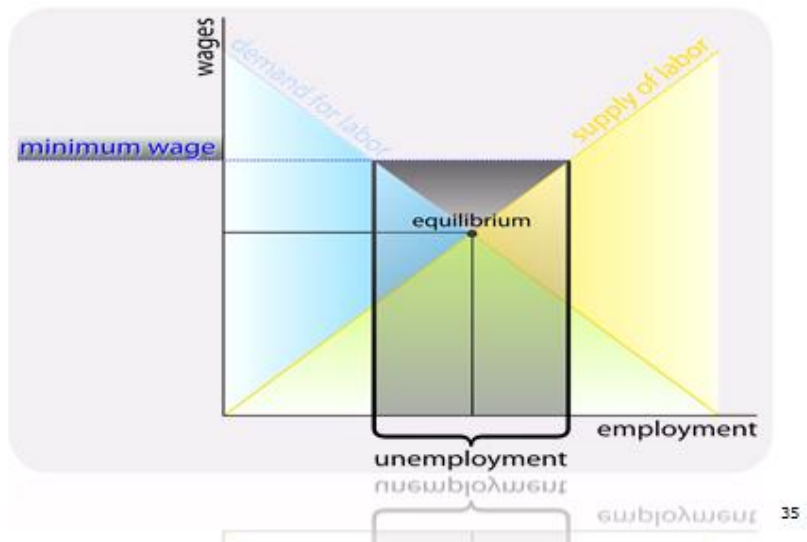 wages
demand for labor
supply of labor
minimum wage
equilibrium
employment
unemployment
unemployment
employment
35